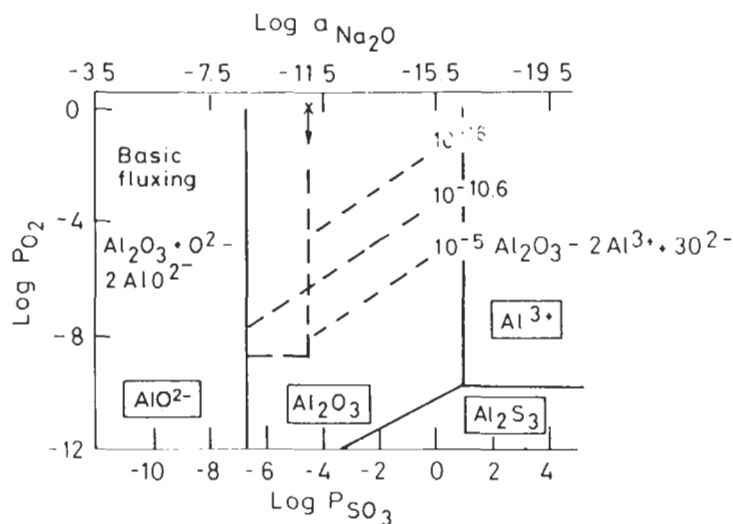 Log a Na₂O
-3.5 -7.5 -11.5 -15.5 -19.5
Log P O₂
0
-4
-8
-12
Basic
fluxing
Al₂O₃ + O²⁻
2AlO²⁻
10⁻¹⁰·⁶
10⁻⁵ Al₂O₃ - 2Al³⁺ + 3O²⁻
Al³⁺
AlO²⁻
Al₂O₃
Al₂S₃
-10 -8 -6 -4 -2 0 2 4
Log P SO₃